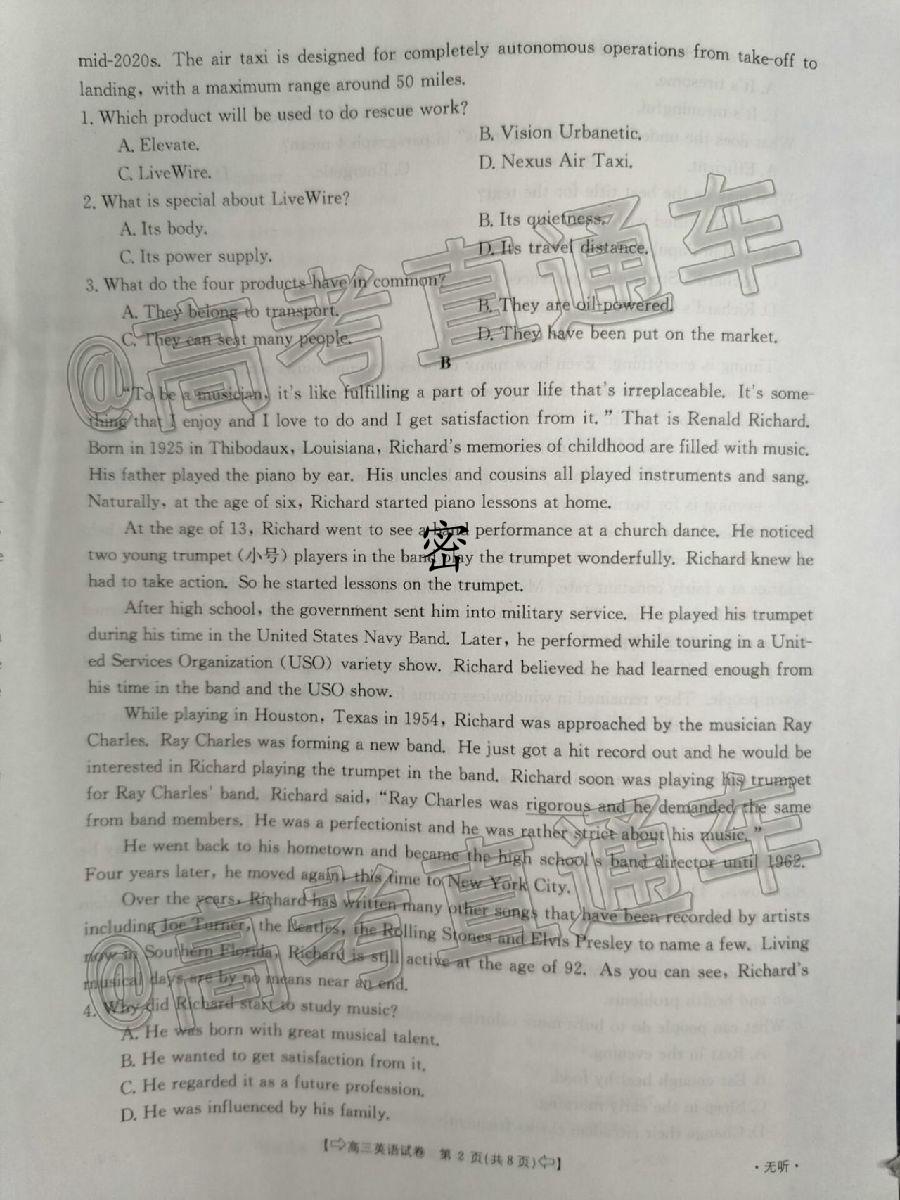 mid-2020s. The air taxi is designed for completely autonomous operations from take-off to
landing, with a maximum range around 50 miles.
1. Which product will be used to do rescue work?
A. Elevate.
B. Vision Urbanetic.
C. LiveWire.
D. Nexus Air Taxi.
2. What is special about LiveWire?
A. Its body.
B. Its quietness.
C. Its power supply.
D. Its travel distance.
3. What do the four products have in common?
A. They belong to transport.
B. They are oil-powered.
C. They can seat many people.
D. They have been put on the market.
B
"To be a musician, it's like fulfilling a part of your life that's irreplaceable. It's some-
thing that I enjoy and I love to do and I get satisfaction from it." That is Renald Richard.
Born in 1925 in Thibodaux, Louisiana, Richard's memories of childhood are filled with music.
His father played the piano by ear. His uncles and cousins all played instruments and sang.
Naturally, at the age of six, Richard started piano lessons at home.
At the age of 13, Richard went to see a band performance at a church dance. He noticed
two young trumpet (小号) players in the band play the trumpet wonderfully. Richard knew he
had to take action. So he started lessons on the trumpet.
After high school, the government sent him into military service. He played his trumpet
during his time in the United States Navy Band. Later, he performed while touring in a Unit-
ed Services Organization (USO) variety show. Richard believed he had learned enough from
his time in the band and the USO show.
While playing in Houston, Texas in 1954, Richard was approached by the musician Ray
Charles. Ray Charles was forming a new band. He just got a hit record out and he would be
interested in Richard playing the trumpet in the band. Richard soon was playing his trumpet
for Ray Charles' band. Richard said, "Ray Charles was rigorous and he demanded the same
from band members. He was a perfectionist and he was rather strict about his music."
He went back to his hometown and became the high school's band director until 1962.
Four years later, he moved again, this time to New York City.
Over the years, Richard has written many other songs that have been recorded by artists
including Joe Turner, the Beatles, the Rolling Stones and Elvis Presley to name a few. Living
now in Southern Florida, Richard is still active at the age of 92. As you can see, Richard's
musical days are by no means near an end.
4. Why did Richard start to study music?
A. He was born with great musical talent.
B. He wanted to get satisfaction from it.
C. He regarded it as a future profession.
D. He was influenced by his family.
【⇨高三英语试卷 第 2 页(共 8 页)⇦】
·无听·
@高考直通车
@高考直通车
密